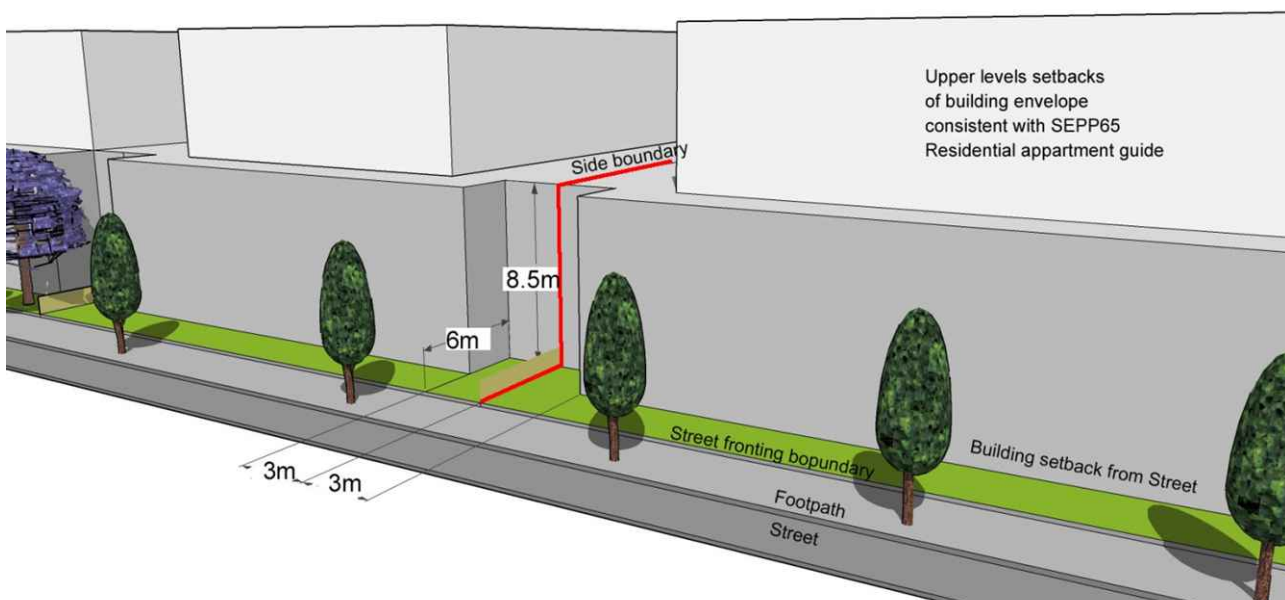 Upper levels setbacks
of building envelope
consistent with SEPP65
Residential appartment guide
Side boundary
8.5m
6m
3m
3m
Street fronting bopundary
Building setback from Street
Footpath
Street